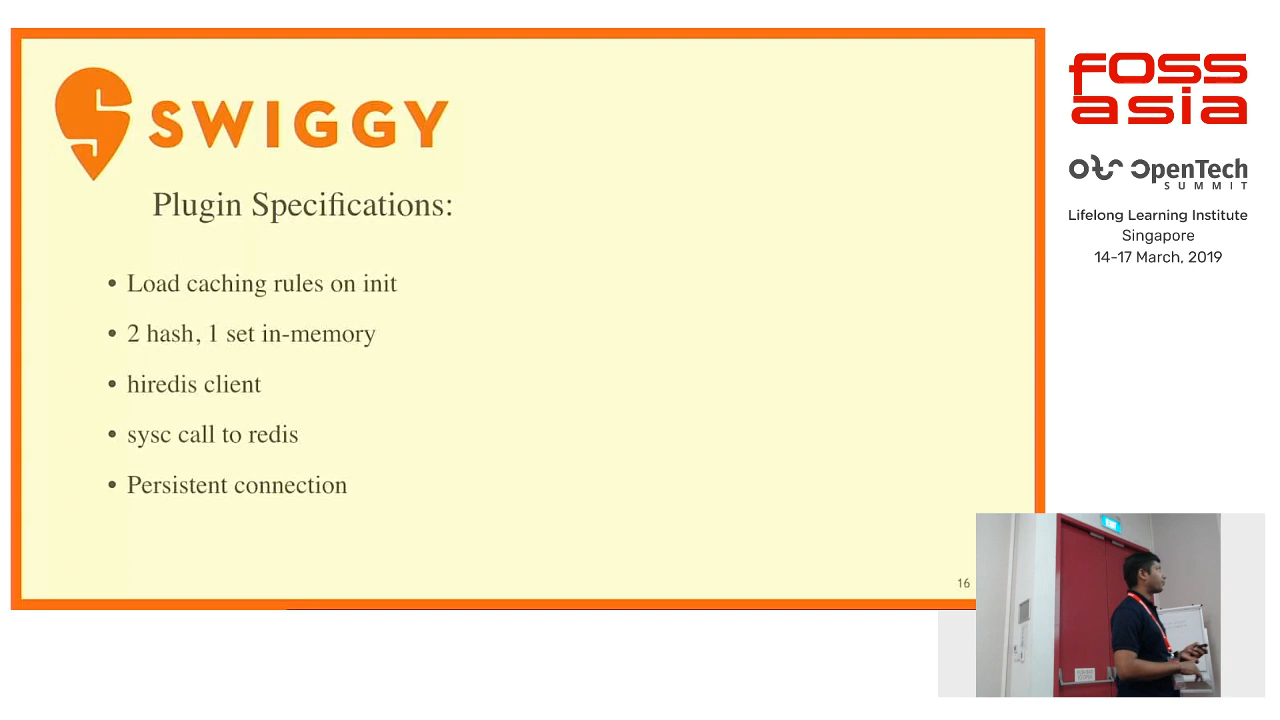 SWIGGY
Plugin Specifications:
• Load caching rules on init
• 2 hash, 1 set in-memory
• hiredis client
• sysc call to redis
• Persistent connection
16
FOSS
asia
OpenTech
SUMMIT
Lifelong Learning Institute
Singapore
14-17 March, 2019
EXIT